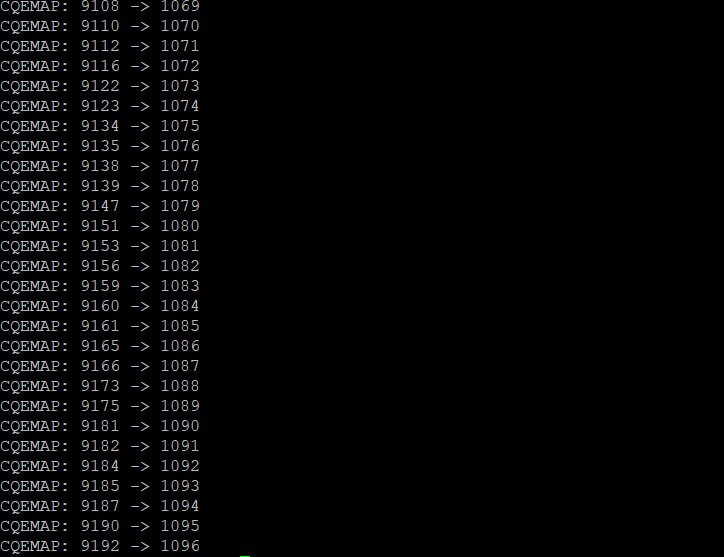 CQEMAP: 9108 -> 1069
CQEMAP: 9110 -> 1070
CQEMAP: 9112 -> 1071
CQEMAP: 9116 -> 1072
CQEMAP: 9122 -> 1073
CQEMAP: 9123 -> 1074
CQEMAP: 9134 -> 1075
CQEMAP: 9135 -> 1076
CQEMAP: 9138 -> 1077
CQEMAP: 9139 -> 1078
CQEMAP: 9147 -> 1079
CQEMAP: 9151 -> 1080
CQEMAP: 9153 -> 1081
CQEMAP: 9156 -> 1082
CQEMAP: 9159 -> 1083
CQEMAP: 9160 -> 1084
CQEMAP: 9161 -> 1085
CQEMAP: 9165 -> 1086
CQEMAP: 9166 -> 1087
CQEMAP: 9173 -> 1088
CQEMAP: 9175 -> 1089
CQEMAP: 9181 -> 1090
CQEMAP: 9182 -> 1091
CQEMAP: 9184 -> 1092
CQEMAP: 9185 -> 1093
CQEMAP: 9187 -> 1094
CQEMAP: 9190 -> 1095
CQEMAP: 9192 -> 1096